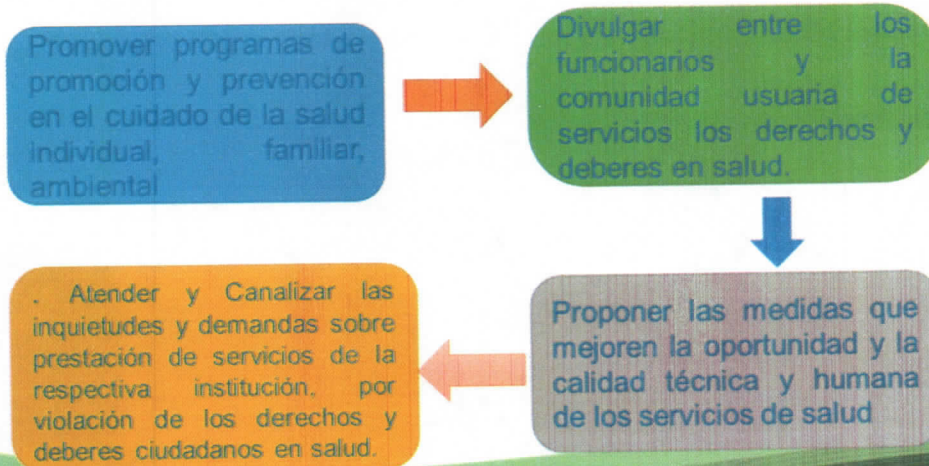 Promover programas de
promoción y prevención
en el cuidado de la salud
individual, familiar,
ambiental
Divulgar entre los
funcionarios y la
comunidad usuaria de
servicios los derechos y
deberes en salud.
Proponer las medidas que
mejoren la oportunidad y la
calidad técnica y humana
de los servicios de salud
. Atender y Canalizar las
inquietudes y demandas sobre
prestación de servicios de la
respectiva institución, por
violación de los derechos y
deberes ciudadanos en salud.